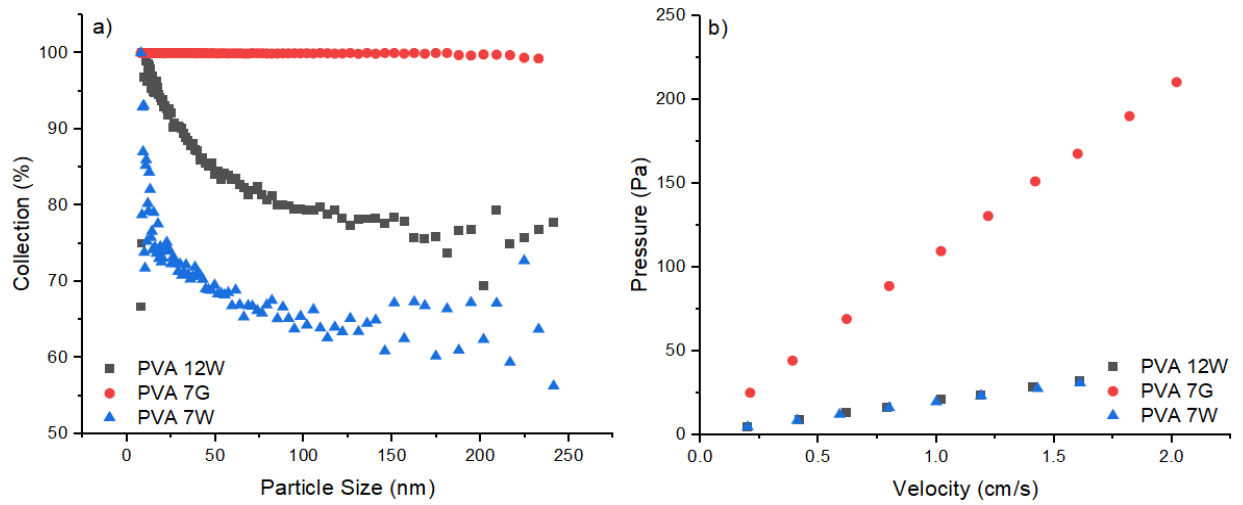 a)
100
90
80
70
60
50
Collection (%)
PVA 12W
PVA 7G
PVA 7W
0
50
100
150
200
250
Particle Size (nm)
b)
250
200
150
100
50
0
Pressure (Pa)
PVA 12W
PVA 7G
PVA 7W
0.0
0.5
1.0
1.5
2.0
Velocity (cm/s)